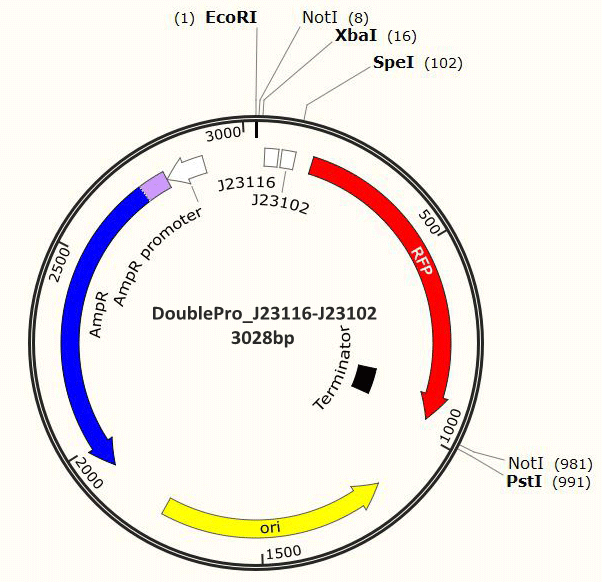 (1) EcoRI
NotI (8)
XbaI (16)
SpeI (102)
3000
J23116
J23102
500
RFP
AmpR promoter
2500
AmpR
DoublePro_J23116-J23102
3028bp
Terminator
1000
NotI (981)
PstI (991)
2000
ori
1500